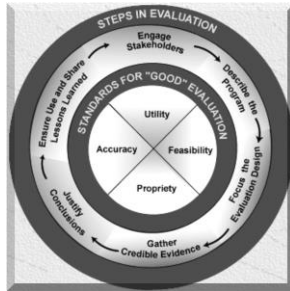 STEPS IN EVALUATION
Engage
Stakeholders
Describe the
Program
Focus the
Evaluation Design
Gather
Credible Evidence
Justify
Conclusions
Ensure Use and Share
Lessons Learned
STANDARDS FOR "GOOD" EVALUATION
Utility
Feasibility
Propriety
Accuracy